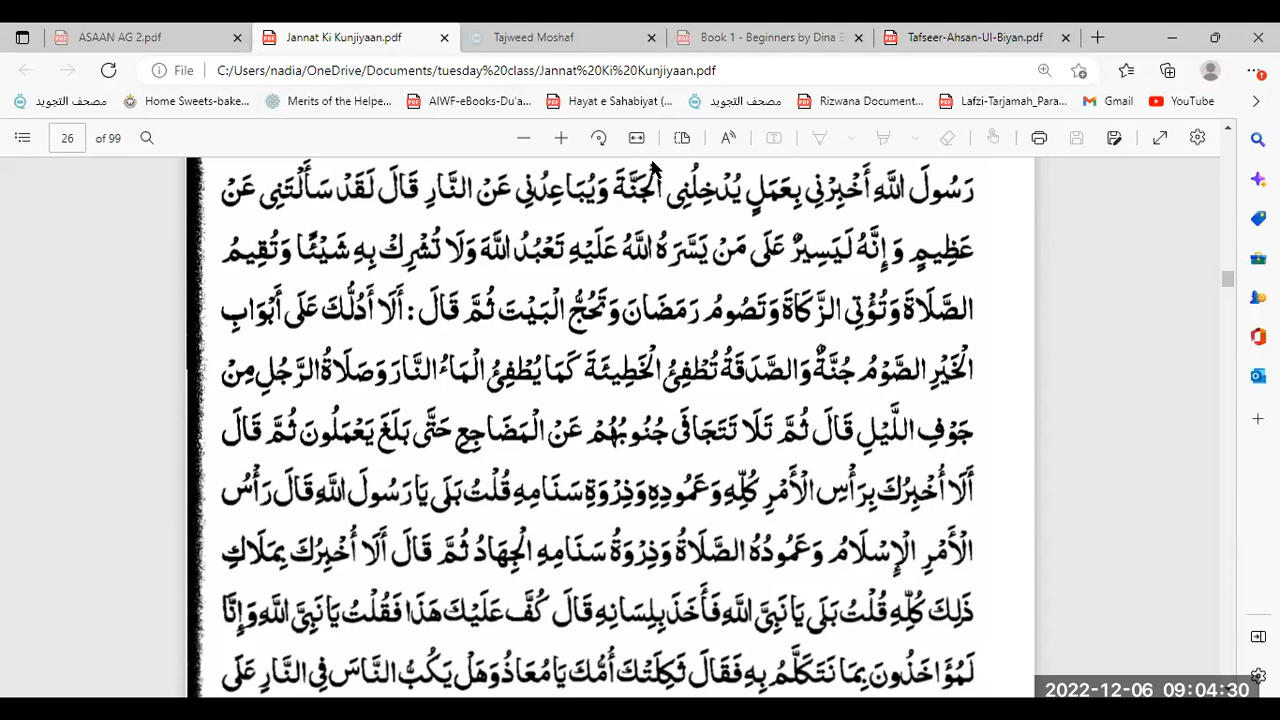 ASAAN AG 2.pdf
Jannat Ki Kunjiyaan.pdf
Tajweed Moshaf
Book 1 - Beginners by Dina E
Tafseer-Ahsan-Ul-Biyan.pdf
File C:/Users/nadia/OneDrive/Documents/tuesday%20class/Jannat%20Ki%20Kunjiyaan.pdf
مصحف التجويد
Home Sweets-bake...
Merits of the Helpe...
AIWF-eBooks-Du'a...
Hayat e Sahabiyat (...
مصحف التجويد
Rizwana Document...
Lafzi-Tarjamah_Para...
Gmail
YouTube
26 of 99
رَسُولَ اللَّهِ أَخْبِرْنِي بِعَمَلٍ يُدْخِلُنِي الْجَنَّةَ وَيُبَاعِدُنِي عَنْ النَّارِ قَالَ لَقَدْ سَأَلْتَنِي عَنْ
عَظِيمٍ وَإِنَّهُ لَيَسِيرٌ عَلَى مَنْ يَسَّرَهُ اللَّهُ عَلَيْهِ تَعْبُدُ اللَّهَ وَلَا تُشْرِكْ بِهِ شَيْئًا وَتُقِيمُ
الصَّلَاةَ وَتُؤْتِي الزَّكَاةَ وَتَصُومُ رَمَضَانَ وَتَحُجُّ الْبَيْتَ ثُمَّ قَالَ: أَلَا أَدُلُّكَ عَلَى أَبْوَابِ
الْخَيْرِ الصَّوْمُ جُنَّةٌ وَالصَّدَقَةُ تُطْفِئُ الْخَطِيئَةَ كَمَا يُطْفِئُ الْمَاءُ النَّارَ وَصَلَاةُ الرَّجُلِ مِنْ
جَوْفِ اللَّيْلِ قَالَ ثُمَّ تَلَا تَتَجَافَى جُنُوبُهُمْ عَنْ الْمَضَاجِعِ حَتَّى بَلَغَ يَعْمَلُونَ ثُمَّ قَالَ
أَلَا أُخْبِرُكَ بِرَأْسِ الْأَمْرِ كُلِّهِ وَعَمُودِهِ وَذِرْوَةِ سَنَامِهِ قُلْتُ بَلَى يَا رَسُولَ اللَّهِ قَالَ رَأْسُ
الْأَمْرِ الْإِسْلَامُ وَعَمُودُهُ الصَّلَاةُ وَذِرْوَةُ سَنَامِهِ الْجِهَادُ ثُمَّ قَالَ أَلَا أُخْبِرُكَ بِمَلَاكِ
ذَلِكَ كُلِّهِ قُلْتُ بَلَى يَا نَبِيَّ اللَّهِ فَأَخَذَ بِلِسَانِهِ قَالَ كُفَّ عَلَيْكَ هَذَا فَقُلْتُ يَا نَبِيَّ اللَّهِ وَإِنَّا
لَمُؤَاخَذُونَ بِمَا نَتَكَلَّمُ بِهِ فَقَالَ ثَكِلَتْكَ أُمُّكَ يَا مُعَاذُ وَهَلْ يَكُبُّ النَّاسَ فِي النَّارِ عَلَى
2022-12-06 09:04:30